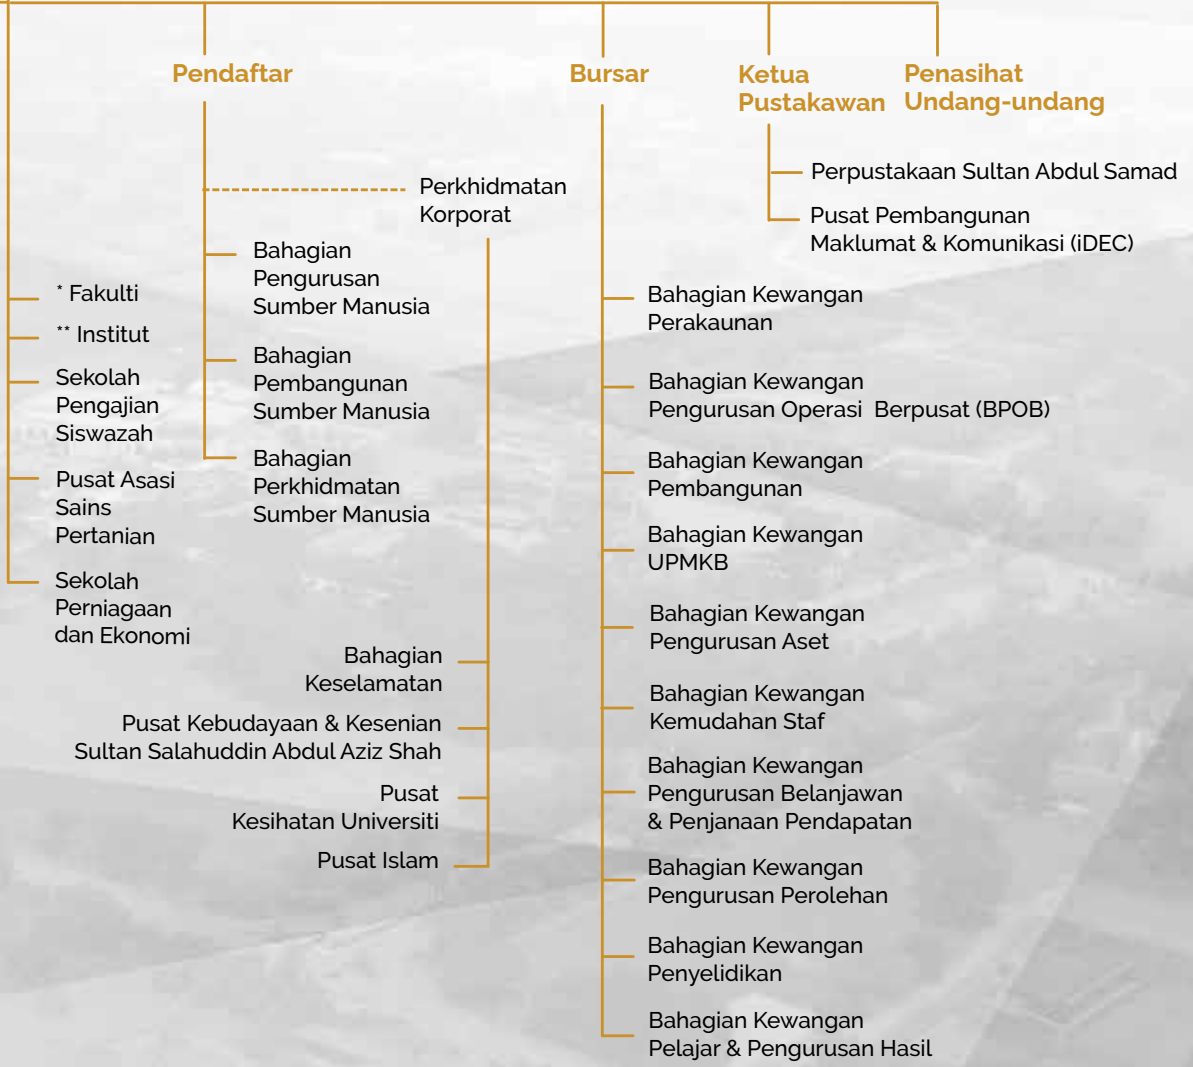 Pendaftar
Bursar
Ketua
Pustakawan
Penasihat
Undang-undang
* Fakulti
** Institut
Sekolah
Pengajian
Siswazah
Pusat Asasi
Sains
Pertanian
Sekolah
Perniagaan
dan Ekonomi
Perkhidmatan
Korporat
Bahagian
Pengurusan
Sumber Manusia
Bahagian
Pembangunan
Sumber Manusia
Bahagian
Perkhidmatan
Sumber Manusia
Bahagian
Keselamatan
Pusat Kebudayaan & Kesenian
Sultan Salahuddin Abdul Aziz Shah
Pusat
Kesihatan Universiti
Pusat Islam
Bahagian Kewangan
Perakaunan
Bahagian Kewangan
Pengurusan Operasi Berpusat (BPOB)
Bahagian Kewangan
Pembangunan
Bahagian Kewangan
UPMKB
Bahagian Kewangan
Pengurusan Aset
Bahagian Kewangan
Kemudahan Staf
Bahagian Kewangan
Pengurusan Belanjawan
& Penjanaan Pendapatan
Bahagian Kewangan
Pengurusan Perolehan
Bahagian Kewangan
Penyelidikan
Bahagian Kewangan
Pelajar & Pengurusan Hasil
Perpustakaan Sultan Abdul Samad
Pusat Pembangunan
Maklumat & Komunikasi (iDEC)